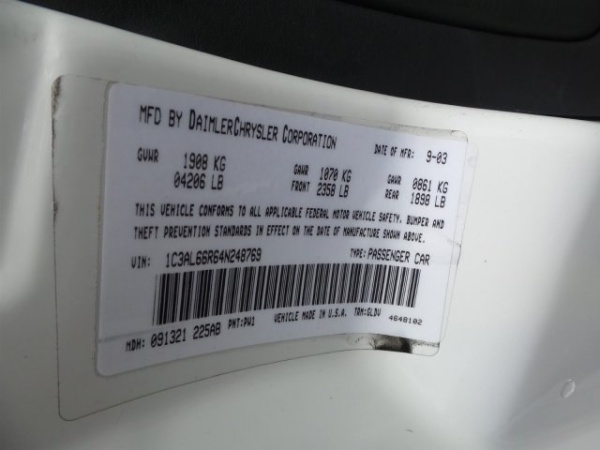 MFD BY DAIMLERCHRYSLER CORPORATION DATE OF MFR: 9-03
GVWR 1908 KG GAWR 1070 KG GAWR 0861 KG
04206 LB FRONT 2358 LB REAR 1898 LB
THIS VEHICLE CONFORMS TO ALL APPLICABLE FEDERAL MOTOR VEHICLE SAFETY, BUMPER AND
THEFT PREVENTION STANDARDS IN EFFECT ON THE DATE OF MANUFACTURE SHOWN ABOVE.
VIN: 1C3AL66R64N248769 TYPE: PASSENGER CAR
MDH: 091321 225AB PNT: PW1 VEHICLE MADE IN U.S.A. TRM: GLDV 4648102